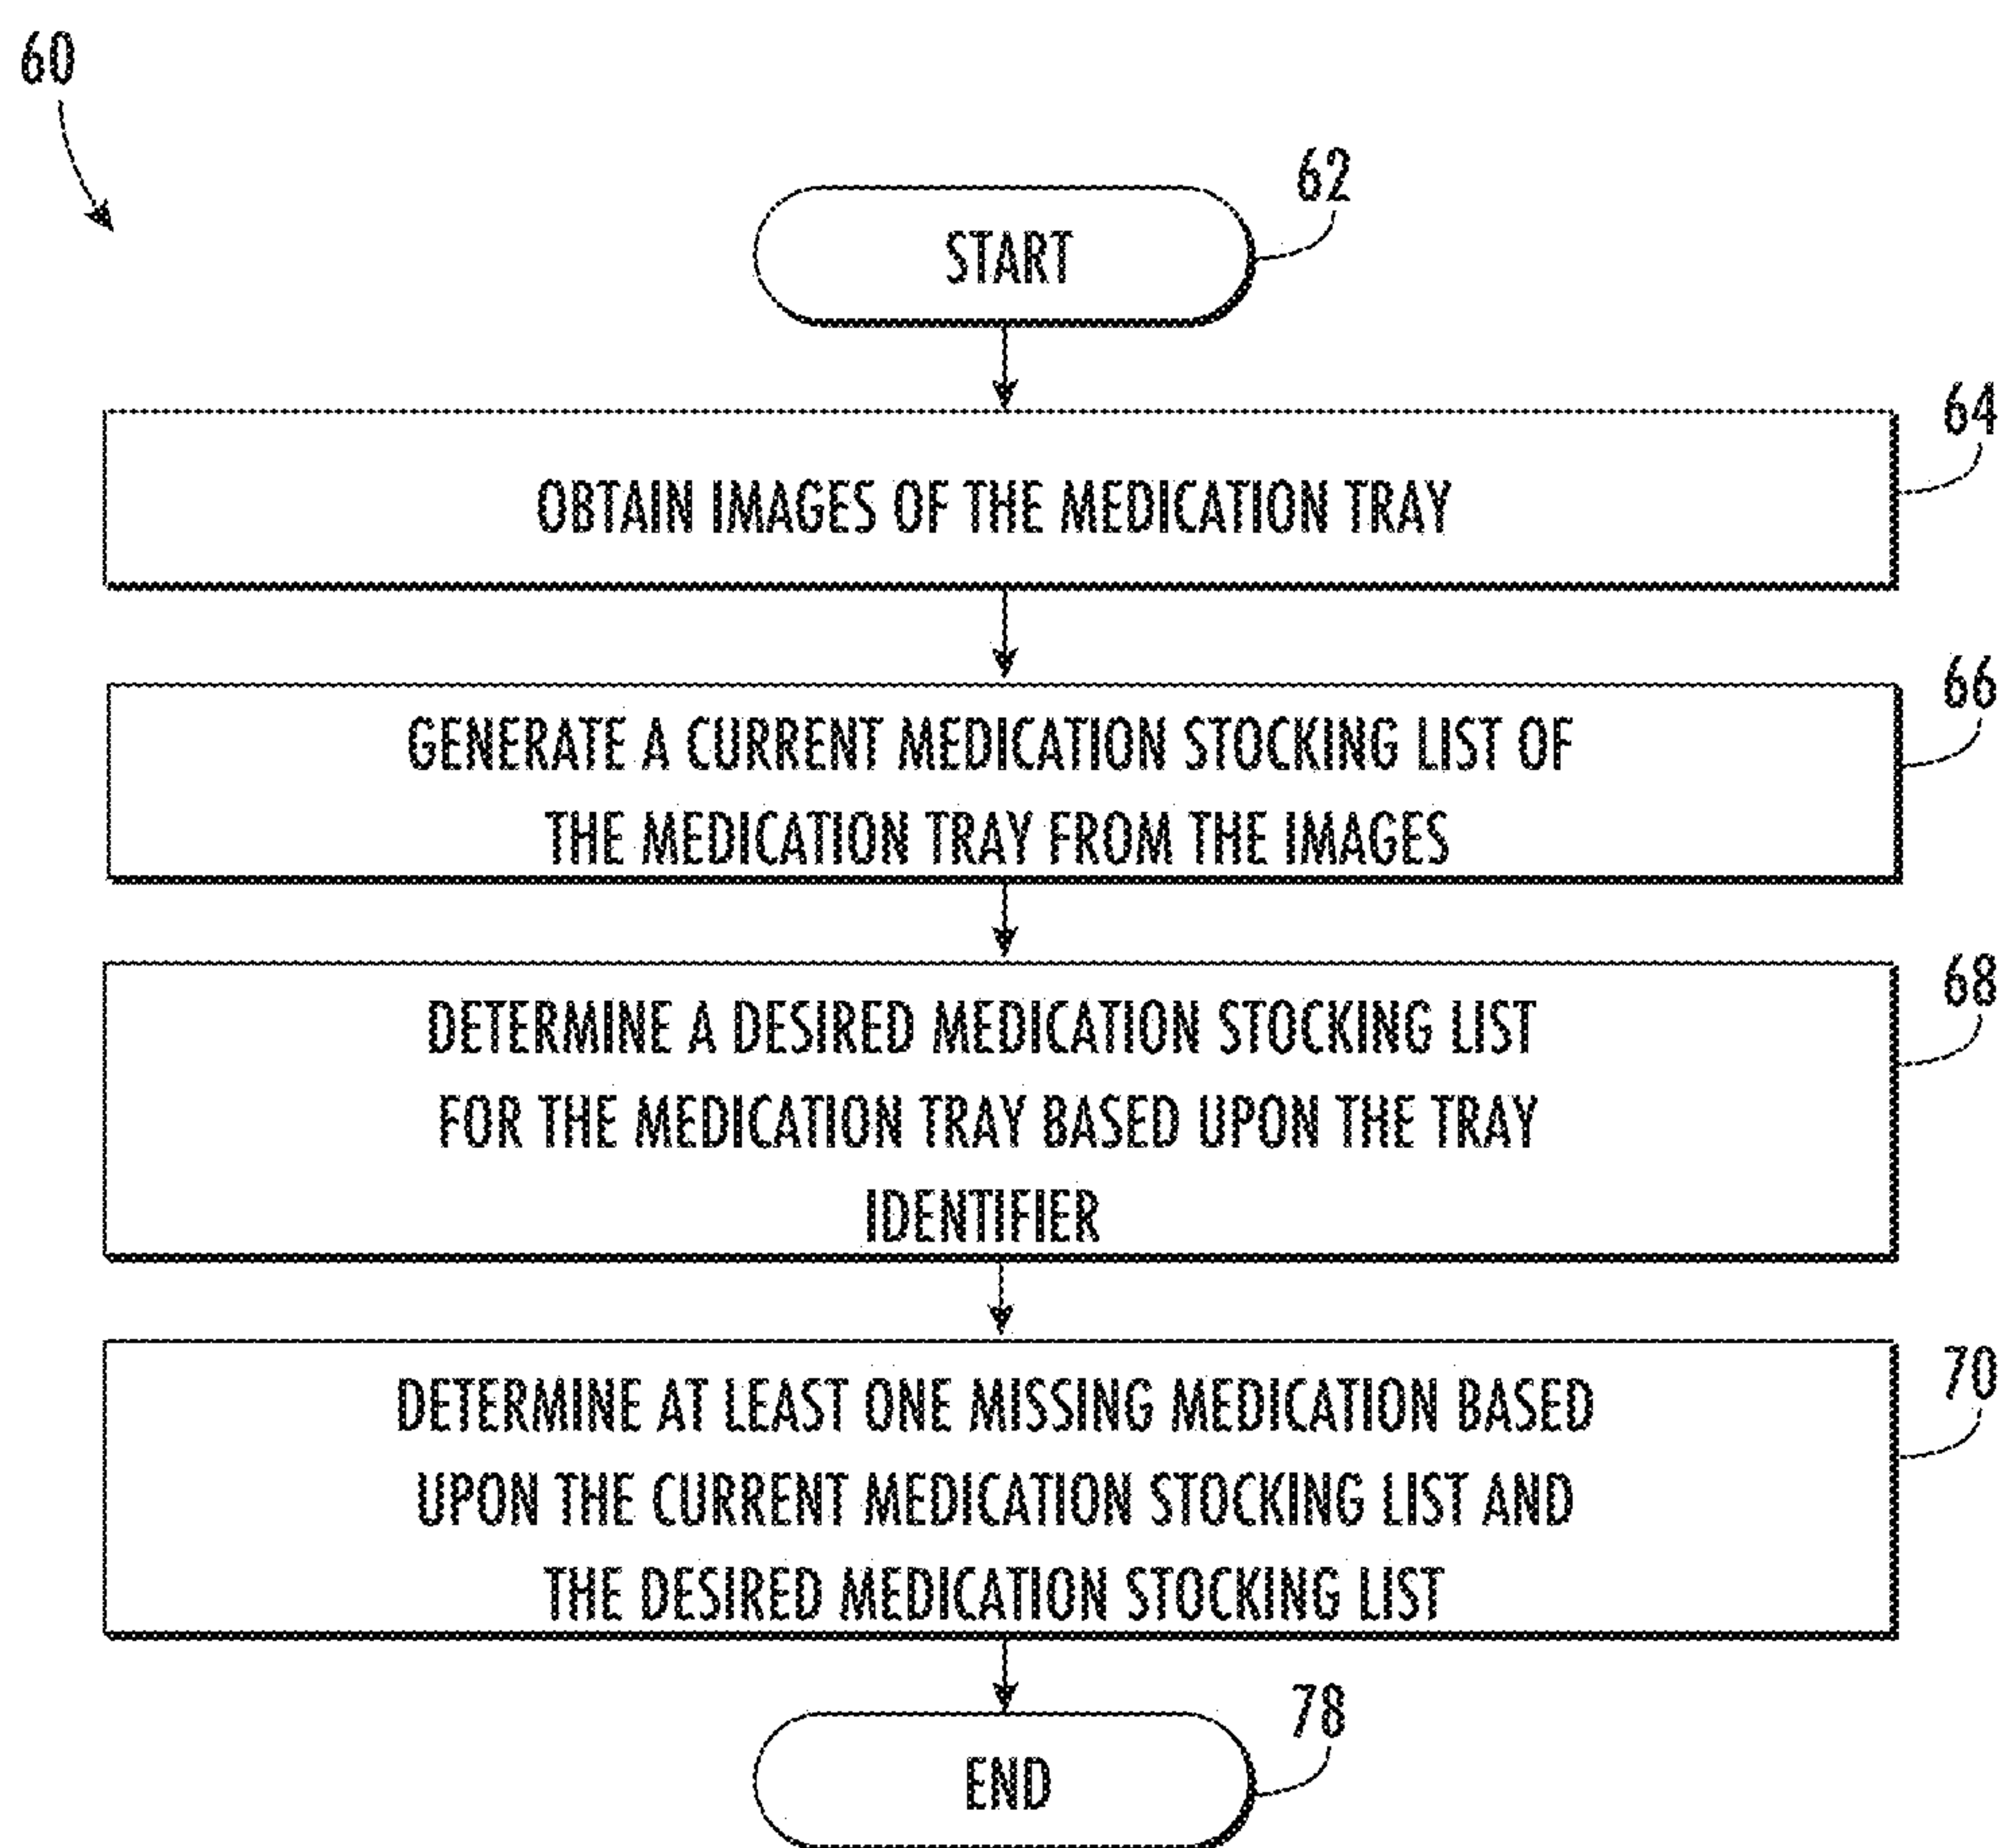 60
62
START
64
OBTAIN IMAGES OF THE MEDICATION TRAY
66
GENERATE A CURRENT MEDICATION STOCKING LIST OF
THE MEDICATION TRAY FROM THE IMAGES
68
DETERMINE A DESIRED MEDICATION STOCKING LIST
FOR THE MEDICATION TRAY BASED UPON THE TRAY
IDENTIFIER
70
DETERMINE AT LEAST ONE MISSING MEDICATION BASED
UPON THE CURRENT MEDICATION STOCKING LIST AND
THE DESIRED MEDICATION STOCKING LIST
78
END